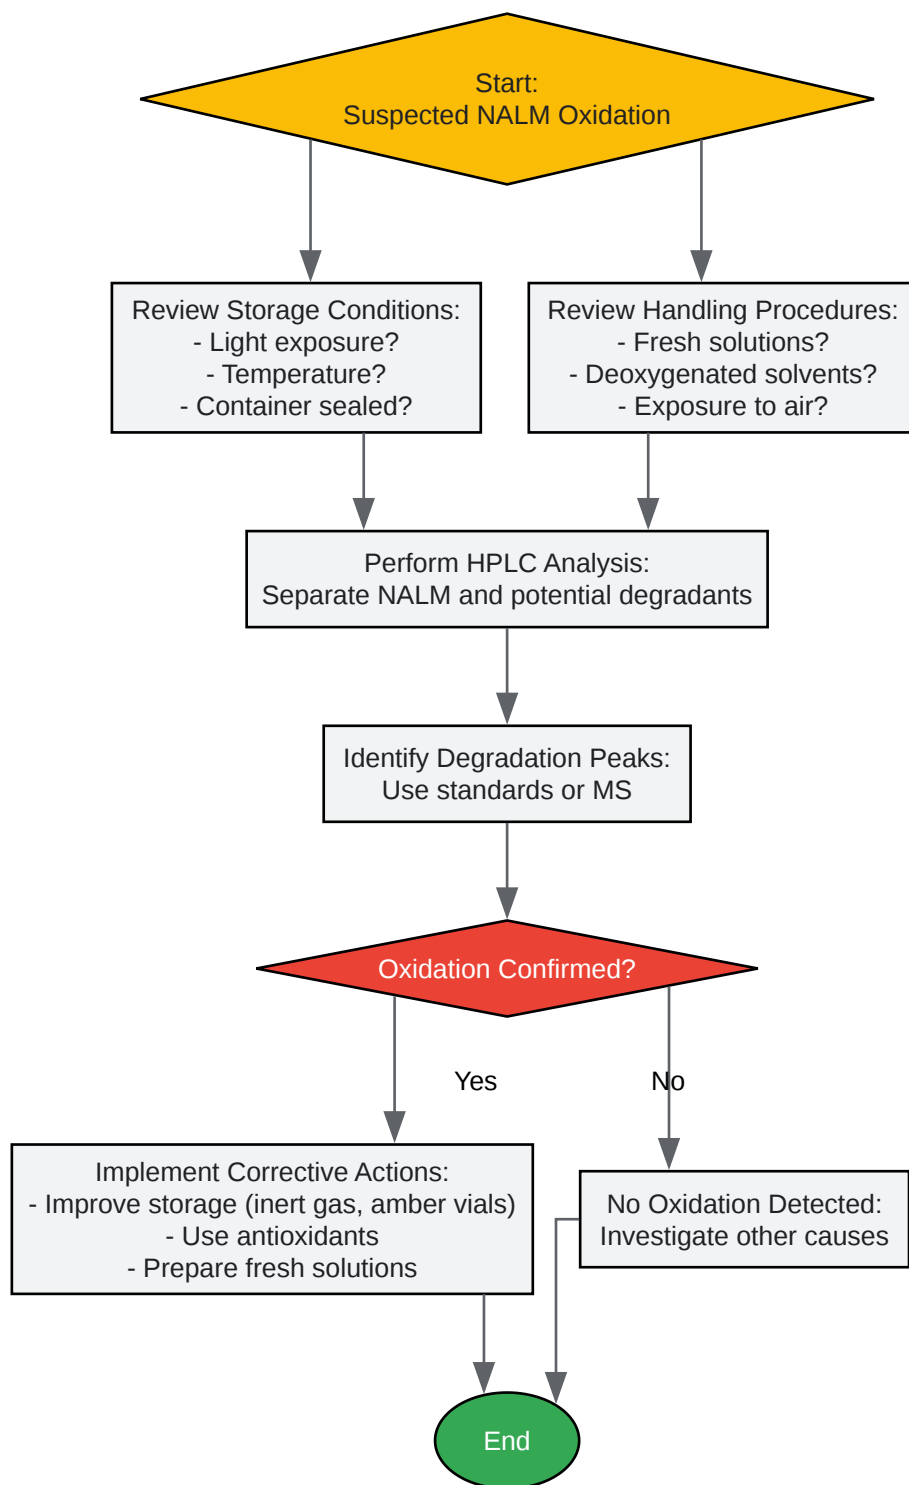 Start:
Suspected NALM Oxidation
Review Storage Conditions:
- Light exposure?
- Temperature?
- Container sealed?
Review Handling Procedures:
- Fresh solutions?
- Deoxygenated solvents?
- Exposure to air?
Perform HPLC Analysis:
Separate NALM and potential degradants
Identify Degradation Peaks:
Use standards or MS
Oxidation Confirmed?
Yes
No
Implement Corrective Actions:
- Improve storage (inert gas, amber vials)
- Use antioxidants
- Prepare fresh solutions
No Oxidation Detected:
Investigate other causes
End